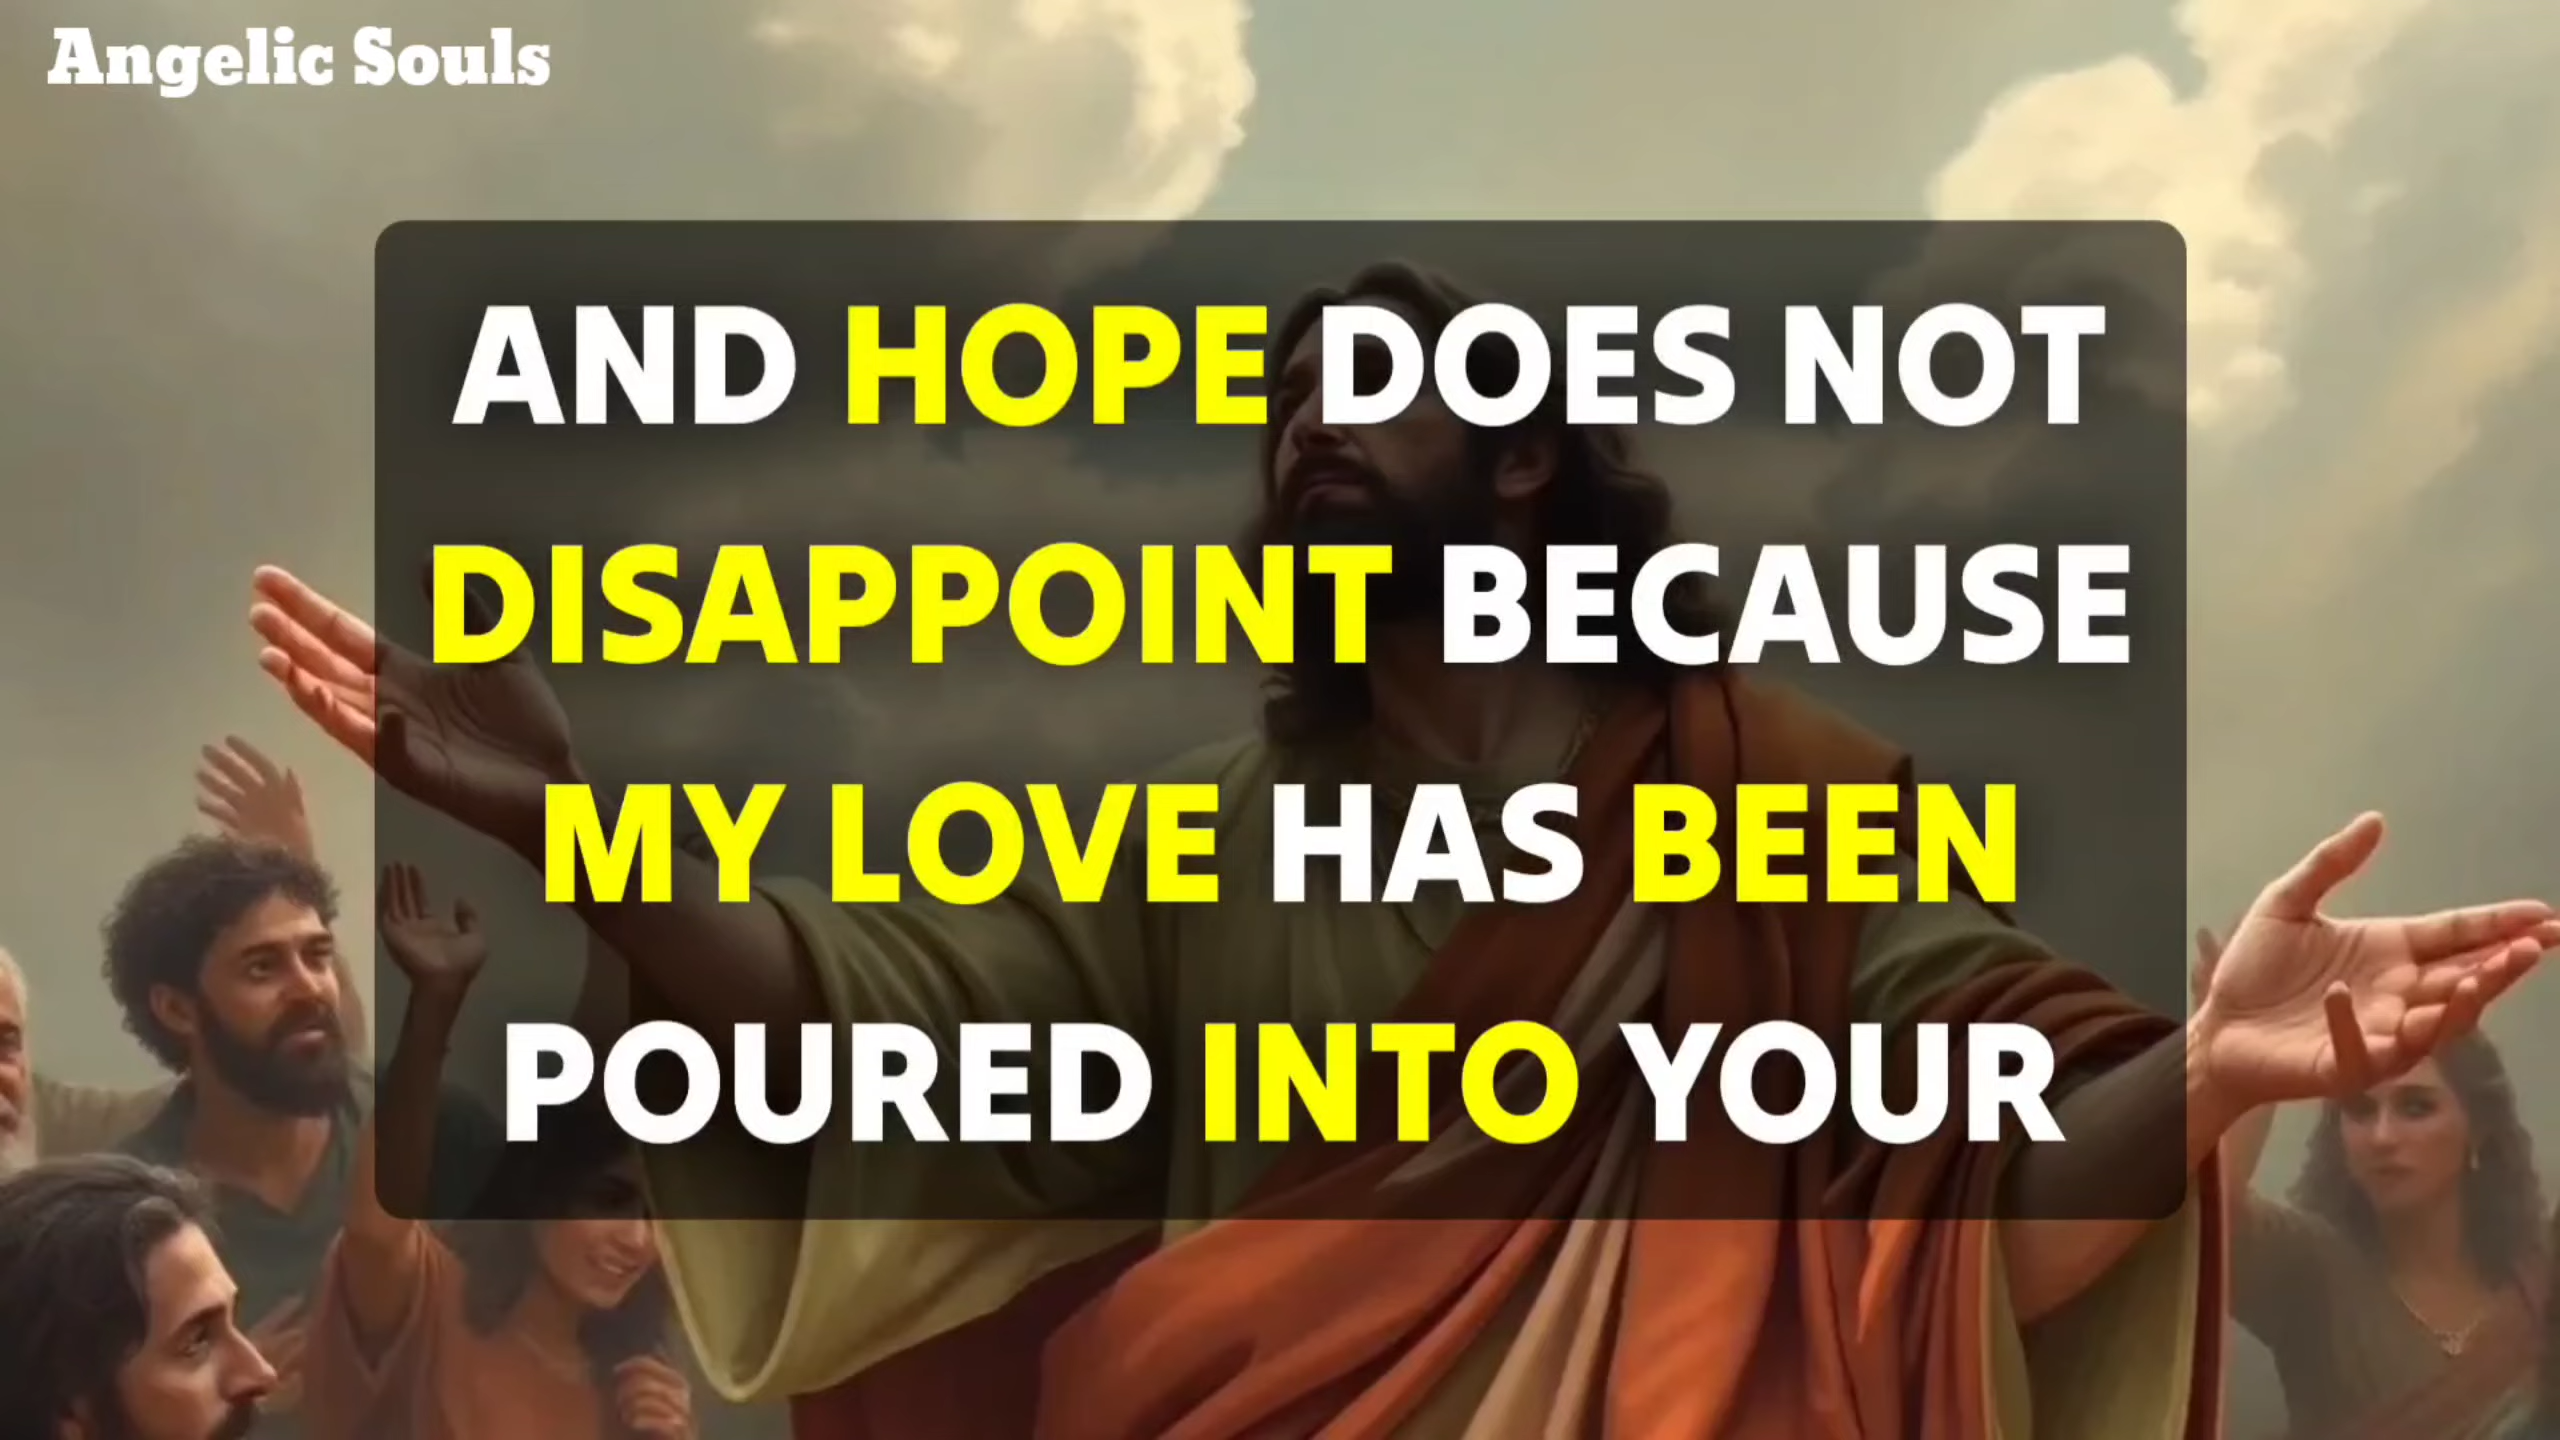 Angelic Souls
AND HOPE DOES NOT
DISAPPOINT BECAUSE
MY LOVE HAS BEEN
POURED INTO YOUR